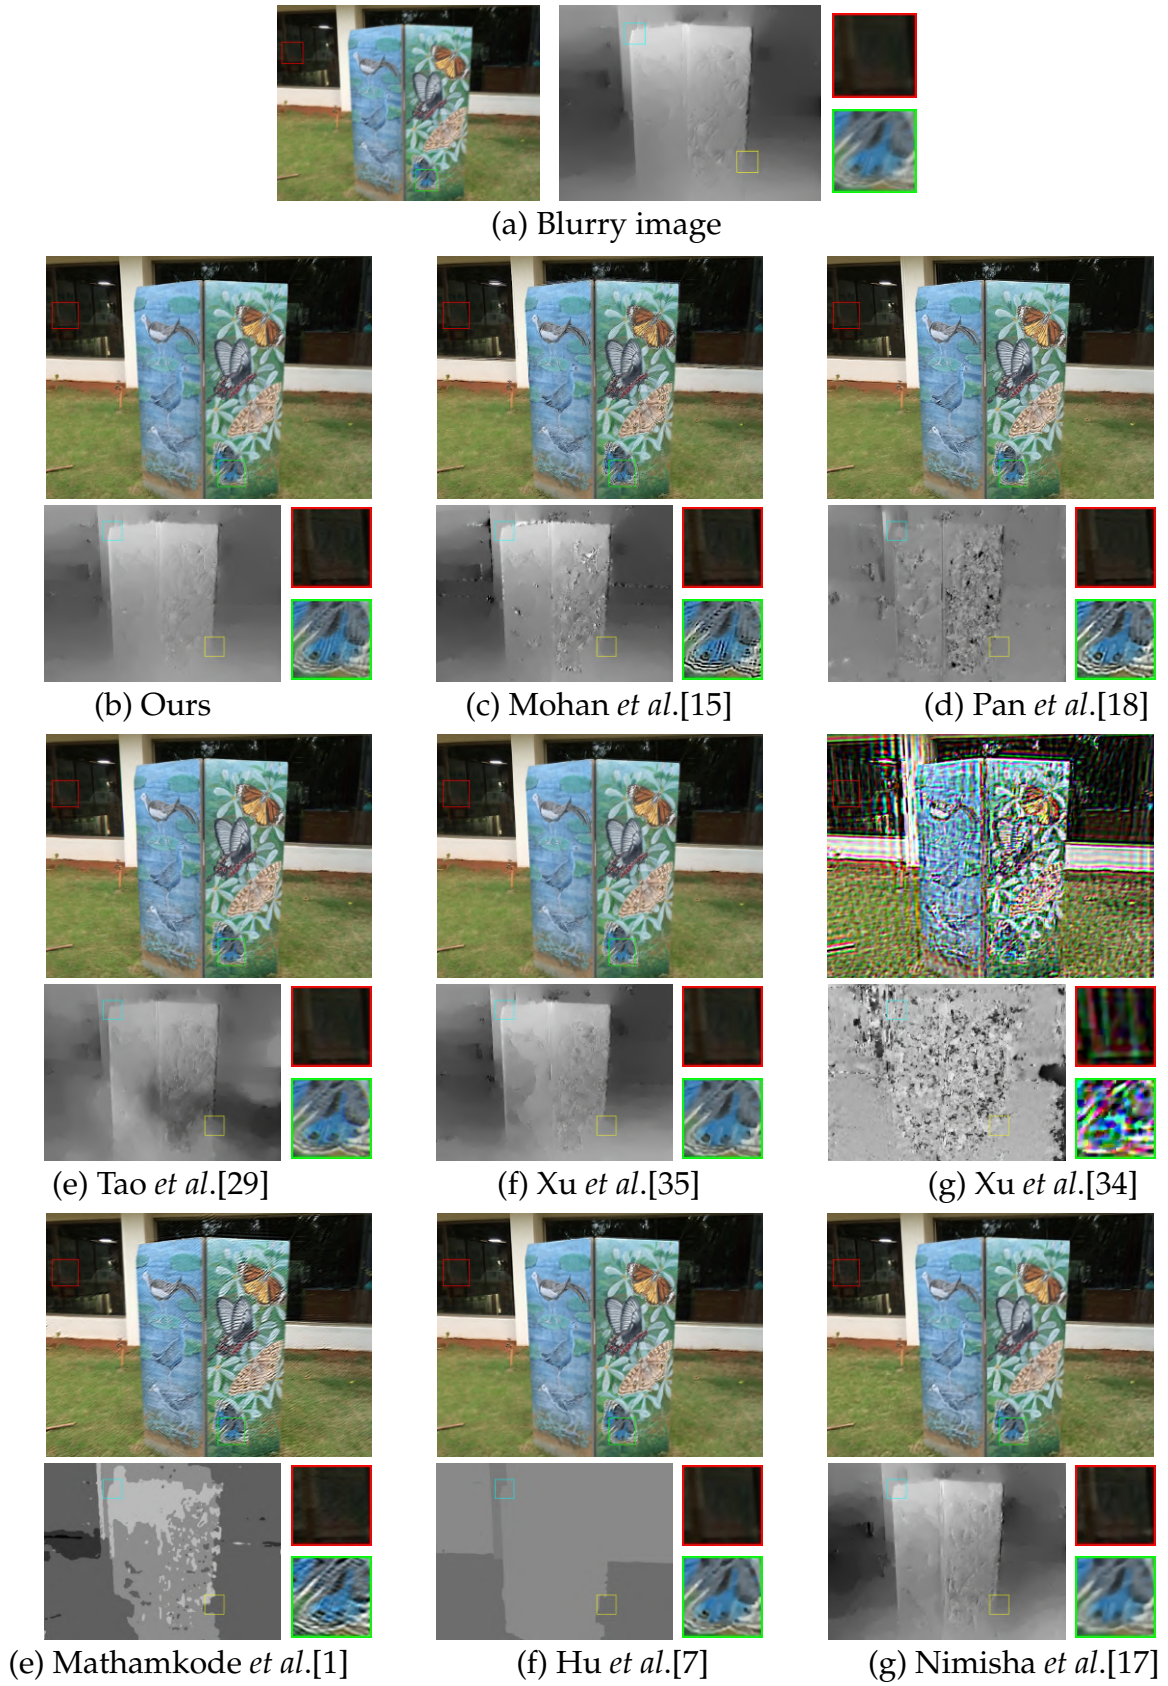 (a) Blurry image
(b) Ours
(c) Mohan et al.[15]
(d) Pan et al.[18]
(e) Tao et al.[29]
(f) Xu et al.[35]
(g) Xu et al.[34]
(e) Mathamkode et al.[1]
(f) Hu et al.[7]
(g) Nimisha et al.[17]